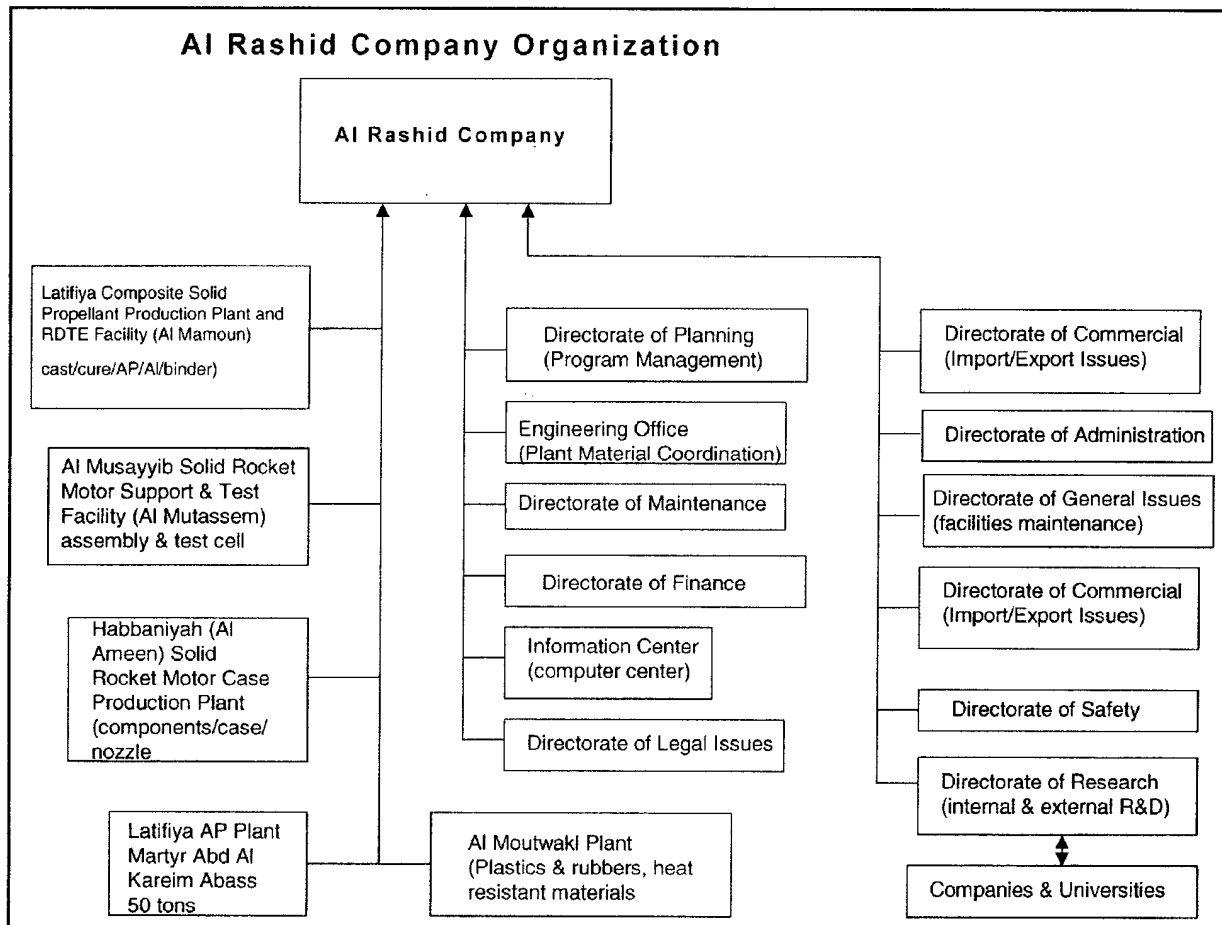 Al Rashid Company Organization
Al Rashid Company
Latifiya Composite Solid
Propellant Production Plant and
RDTE Facility (Al Mamoun)
cast/cure/AP/Al/binder)
Al Musayyib Solid Rocket
Motor Support & Test
Facility (Al Mutassem)
assembly & test cell
Habbaniyah (Al
Ameen) Solid
Rocket Motor Case
Production Plant
(components/case/
nozzle
Latifiya AP Plant
Martyr Abd Al
Kareim Abass
50 tons
Al Moutwakl Plant
(Plastics & rubbers, heat
resistant materials
Directorate of Planning
(Program Management)
Engineering Office
(Plant Material Coordination)
Directorate of Maintenance
Directorate of Finance
Information Center
(computer center)
Directorate of Legal Issues
Directorate of Commercial
(Import/Export Issues)
Directorate of Administration
Directorate of General Issues
(facilities maintenance)
Directorate of Commercial
(Import/Export Issues)
Directorate of Safety
Directorate of Research
(internal & external R&D)
Companies & Universities